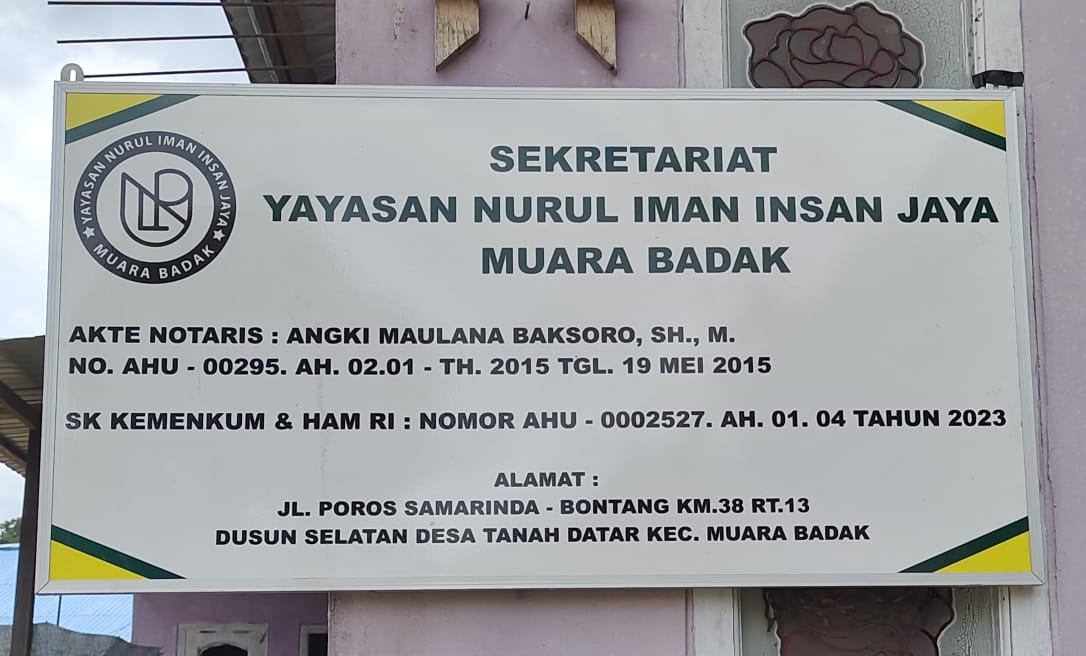 YAYASAN NURUL IMAN INSAN JAYA
MUARA BADAK
SEKRETARIAT
YAYASAN NURUL IMAN INSAN JAYA
MUARA BADAK
AKTE NOTARIS : ANGKI MAULANA BAKSORO, SH., M.
NO. AHU - 00295. AH. 02.01 - TH. 2015 TGL. 19 MEI 2015
SK KEMENKUM & HAM RI : NOMOR AHU - 0002527. AH. 01. 04 TAHUN 2023
ALAMAT :
JL. POROS SAMARINDA - BONTANG KM.38 RT.13
DUSUN SELATAN DESA TANAH DATAR KEC. MUARA BADAK